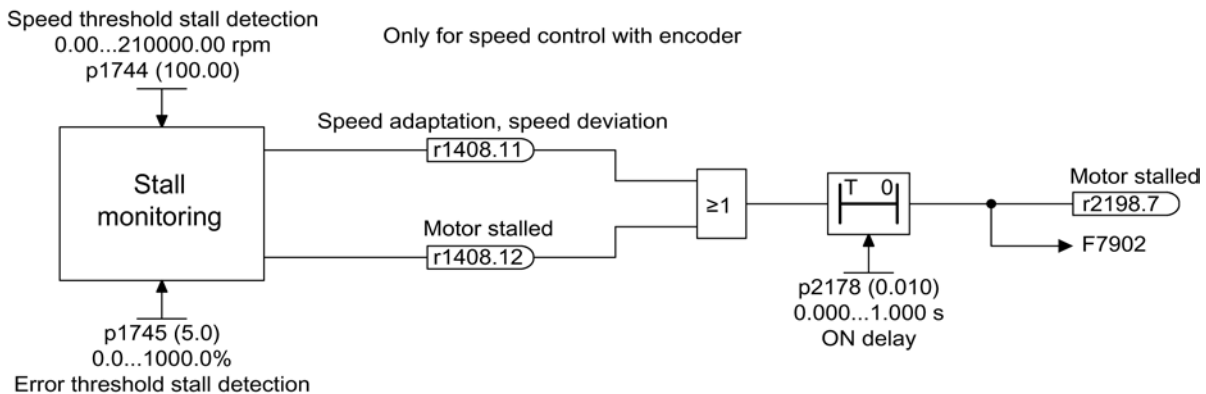 Speed threshold stall detection
0.00...210000.00 rpm
p1744 (100.00)
Only for speed control with encoder
Stall
monitoring
Speed adaptation, speed deviation
r1408.11
Motor stalled
r1408.12
≥1
T 0
p2178 (0.010)
0.000...1.000 s
ON delay
Motor stalled
r2198.7
F7902
p1745 (5.0)
0.0...1000.0%
Error threshold stall detection